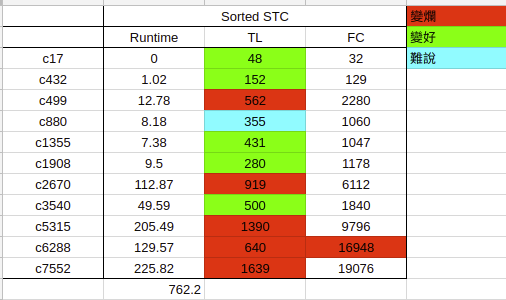 Sorted STC 變爛
Runtime TL FC 變好
c17 0 48 32 難說
c432 1.02 152 129
c499 12.78 562 2280
c880 8.18 355 1060
c1355 7.38 431 1047
c1908 9.5 280 1178
c2670 112.87 919 6112
c3540 49.59 500 1840
c5315 205.49 1390 9796
c6288 129.57 640 16948
c7552 225.82 1639 19076
762.2